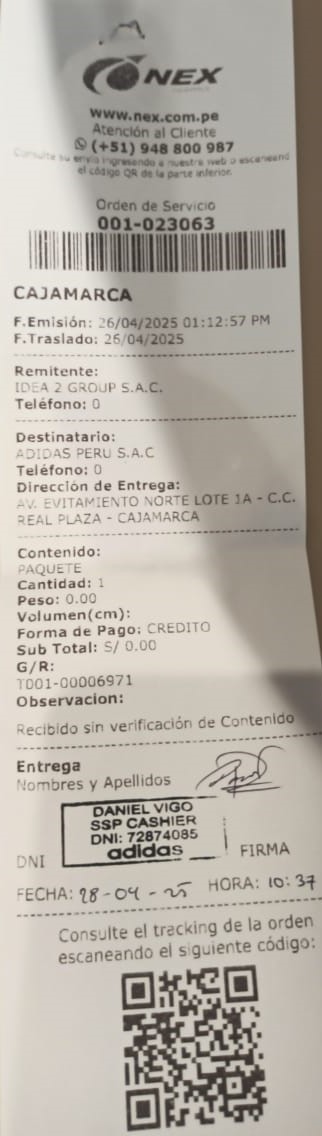 NEX
www.nex.com.pe
Atención al Cliente
(+51) 948 800 987
Consulte su envío ingresando a nuestra web o escaneand
el código QR de la parte inferior.
Orden de Servicio
001-023063
CAJAMARCA
F.Emisión: 26/04/2025 01:12:57 PM
F.Traslado: 26/04/2025
Remitente:
IDEA 2 GROUP S.A.C.
Teléfono: 0
Destinatario:
ADIDAS PERU S.A.C
Teléfono: 0
Dirección de Entrega:
AV. EVITAMIENTO NORTE LOTE 1A - C.C.
REAL PLAZA - CAJAMARCA
Contenido:
PAQUETE
Cantidad: 1
Peso: 0.00
Volumen(cm):
Forma de Pago: CREDITO
Sub Total: S/ 0.00
G/R:
T001-00006971
Observacion:
Recibido sin verificación de Contenido
Entrega
Nombres y Apellidos
DANIEL VIGO
SSP CASHIER
DNI: 72874085
adidas
DNI FIRMA
FECHA: 28-04-25 HORA: 10:37
Consulte el tracking de la orden
escaneando el siguiente código: